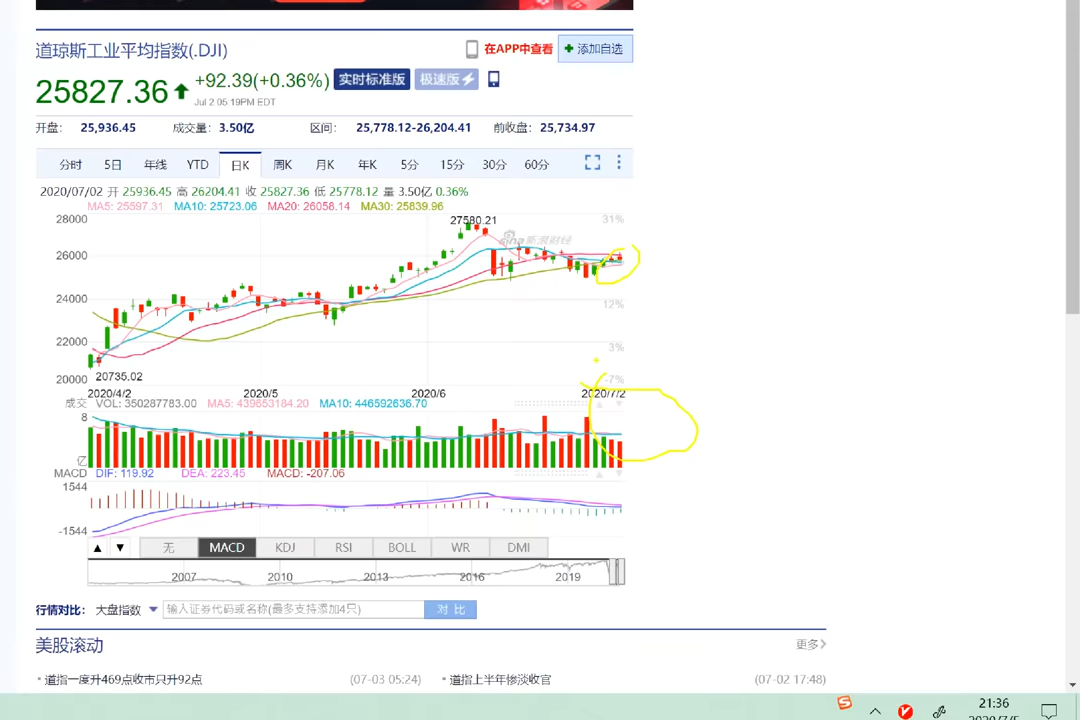 道琼斯工业平均指数(.DJI)
在APP中查看
添加自选
25827.36
+92.39(+0.36%)
实时标准版
极速版
Jul 2 05:19PM EDT
开盘: 25,936.45 成交量: 3.50亿 区间: 25,778.12-26,204.41 前收盘: 25,734.97
分时 5日 年线 YTD 日K 周K 月K 年K 5分 15分 30分 60分
2020/07/02 开 25936.45 高 26204.41 收 25827.36 低 25778.12 量 3.50亿 0.36%
MA5: 25597.31 MA10: 25723.06 MA20: 26058.14 MA30: 25839.96
28000
27580.21
31%
sina新浪财经
26000
24000
12%
22000
3%
20000
20735.02
-7%
2020/4/2 2020/5 2020/6 2020/7/2
成交 VOL: 350287783.00 MA5: 439653184.20 MA10: 446592636.70
8
亿
MACD DIF: 119.92 DEA: 223.45 MACD: -207.06
1544
-1544
▲ ▼ 无 MACD KDJ RSI BOLL WR DMI
2007 2010 2013 2016 2019
行情对比: 大盘指数 输入证券代码或名称(最多支持添加4只) 对 比
美股滚动 更多
道指一度升469点收市只升92点 (07-03 05:24)
道指上半年惨淡收官 (07-02 17:48)
21:36